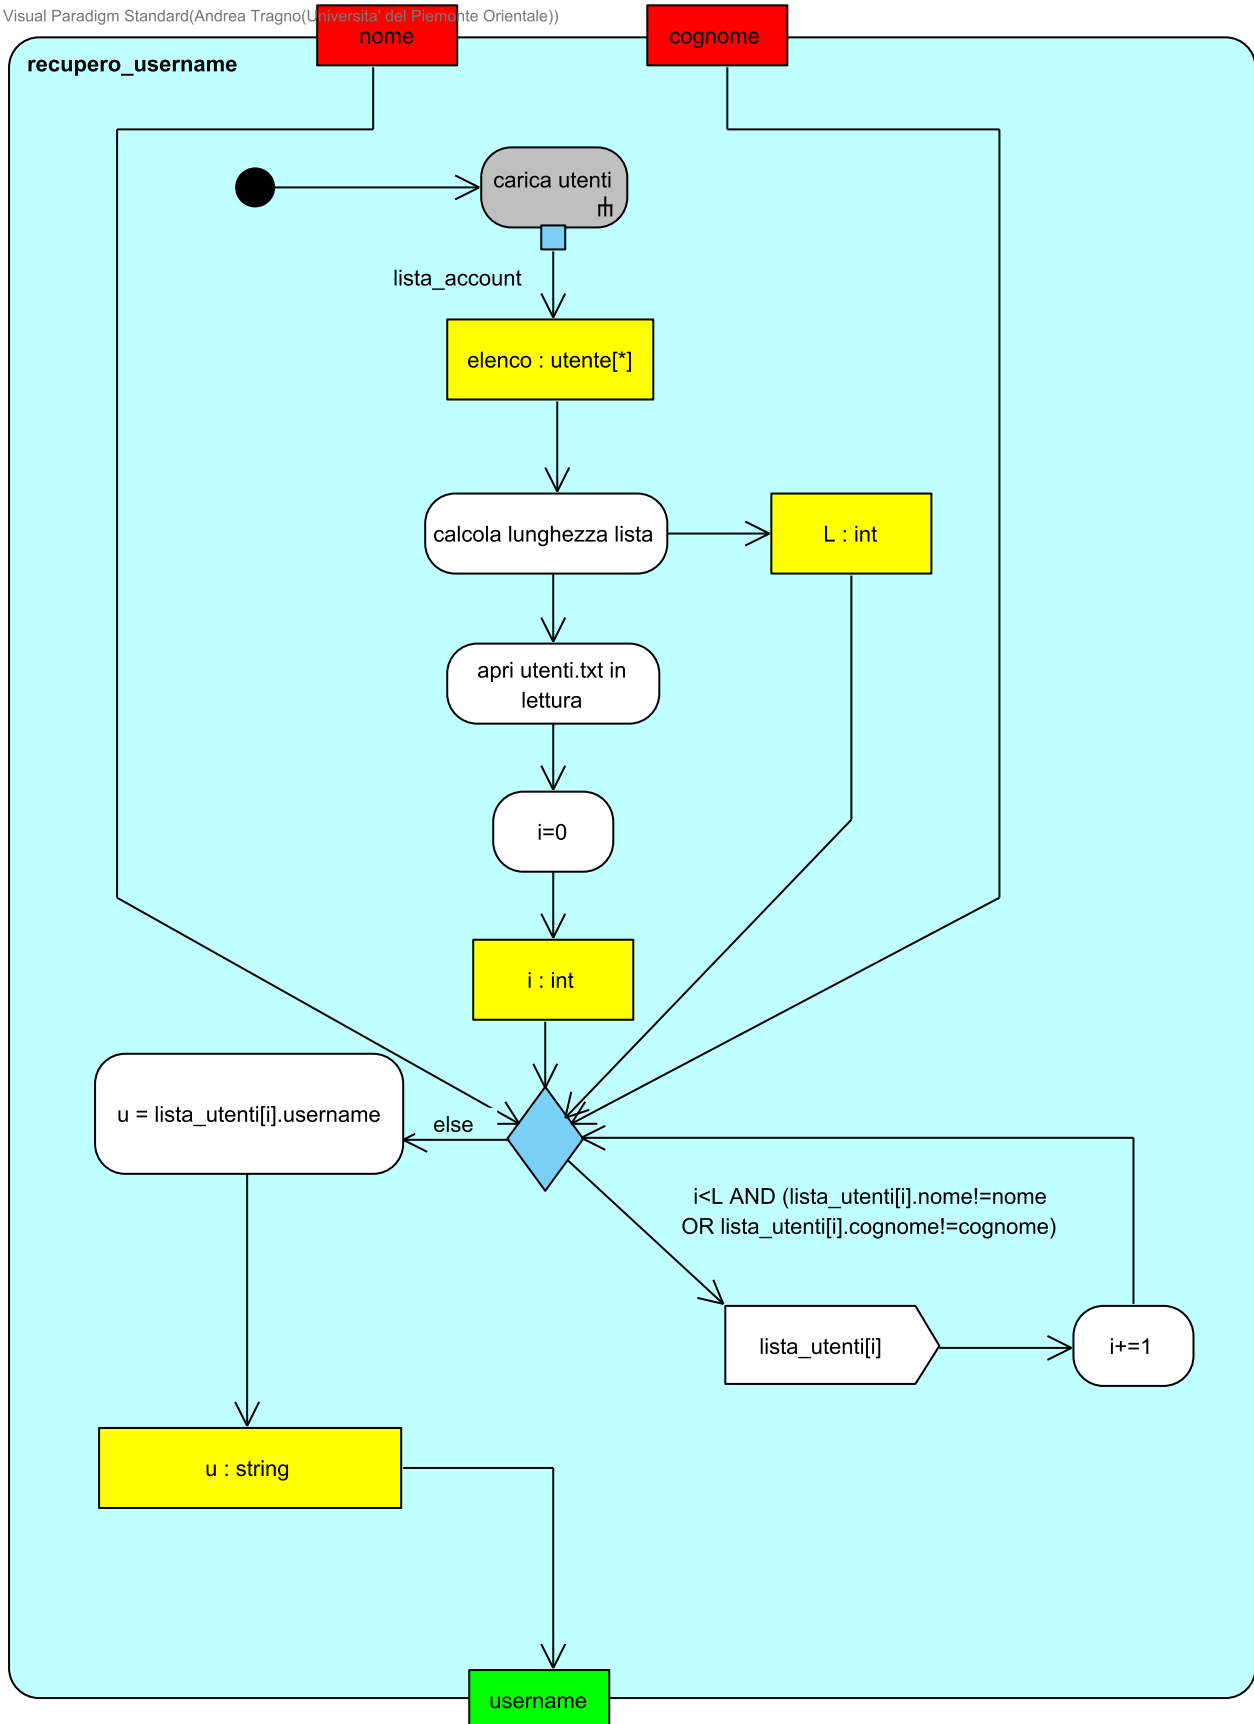 Visual Paradigm Standard(Andrea Tragno(Universita' del Piemonte Orientale))
nome
cognome
recupero_username
carica utenti
lista_account
elenco : utente[*]
calcola lunghezza lista
L : int
apri utenti.txt in
lettura
i=0
i : int
u = lista_utenti[i].username
else
i<L AND (lista_utenti[i].nome!=nome
OR lista_utenti[i].cognome!=cognome)
lista_utenti[i]
i+=1
u : string
username